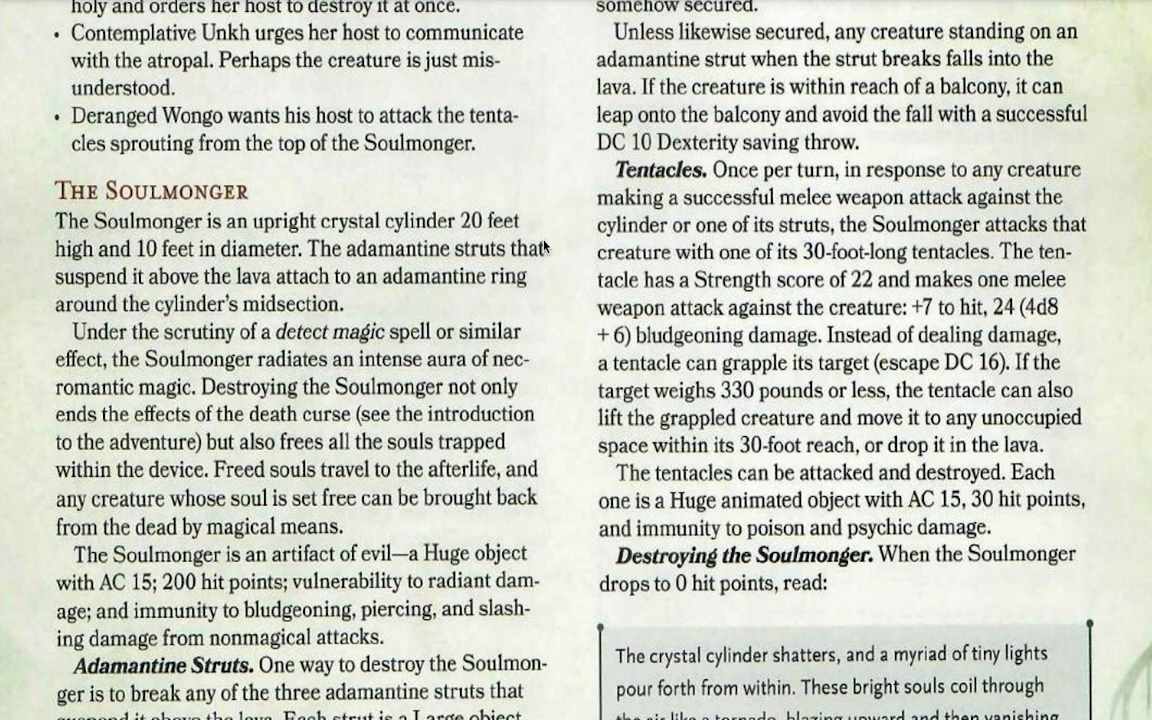 holy and orders her host to destroy it at once.
• Contemplative Unkh urges her host to communicate
with the atropal. Perhaps the creature is just mis-
understood.
• Deranged Wongo wants his host to attack the tenta-
cles sprouting from the top of the Soulmonger.
The Soulmonger
The Soulmonger is an upright crystal cylinder 20 feet
high and 10 feet in diameter. The adamantine struts that
suspend it above the lava attach to an adamantine ring
around the cylinder's midsection.
Under the scrutiny of a detect magic spell or similar
effect, the Soulmonger radiates an intense aura of nec-
romantic magic. Destroying the Soulmonger not only
ends the effects of the death curse (see the introduction
to the adventure) but also frees all the souls trapped
within the device. Freed souls travel to the afterlife, and
any creature whose soul is set free can be brought back
from the dead by magical means.
The Soulmonger is an artifact of evil—a Huge object
with AC 15; 200 hit points; vulnerability to radiant dam-
age; and immunity to bludgeoning, piercing, and slash-
ing damage from nonmagical attacks.
Adamantine Struts. One way to destroy the Soulmon-
ger is to break any of the three adamantine struts that
suspend it above the lava. Each strut is a Large object
somehow secured.
Unless likewise secured, any creature standing on an
adamantine strut when the strut breaks falls into the
lava. If the creature is within reach of a balcony, it can
leap onto the balcony and avoid the fall with a successful
DC 10 Dexterity saving throw.
Tentacles. Once per turn, in response to any creature
making a successful melee weapon attack against the
cylinder or one of its struts, the Soulmonger attacks that
creature with one of its 30-foot-long tentacles. The ten-
tacle has a Strength score of 22 and makes one melee
weapon attack against the creature: +7 to hit, 24 (4d8
+ 6) bludgeoning damage. Instead of dealing damage,
a tentacle can grapple its target (escape DC 16). If the
target weighs 330 pounds or less, the tentacle can also
lift the grappled creature and move it to any unoccupied
space within its 30-foot reach, or drop it in the lava.
The tentacles can be attacked and destroyed. Each
one is a Huge animated object with AC 15, 30 hit points,
and immunity to poison and psychic damage.
Destroying the Soulmonger. When the Soulmonger
drops to 0 hit points, read:
The crystal cylinder shatters, and a myriad of tiny lights
pour forth from within. These bright souls coil through
the air like a tornado, blazing upward and then vanishing